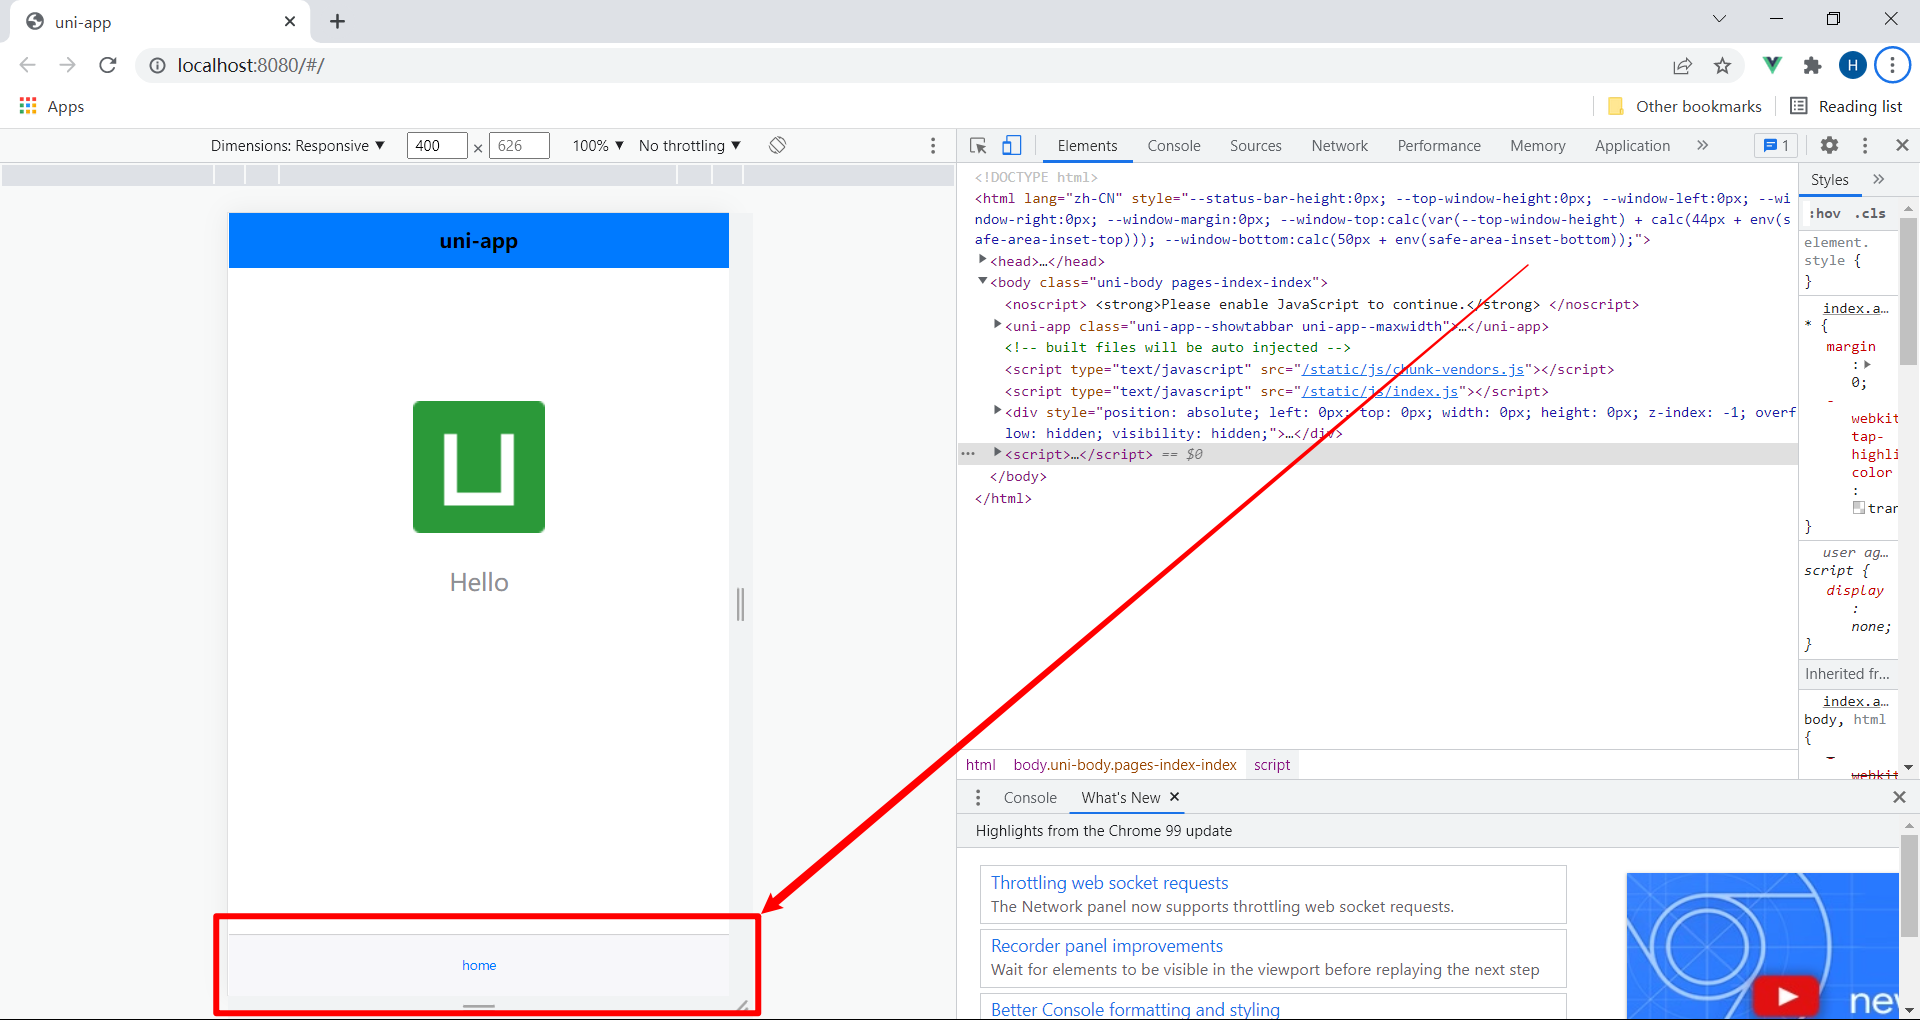 uni-app
localhost:8080/#/
H
Apps
Other bookmarks
Reading list
Dimensions: Responsive ▼
400 × 626
100% ▼
No throttling ▼
Elements
Console
Sources
Network
Performance
Memory
Application
»
1
uni-app
Hello
home
<!DOCTYPE html>
<html lang="zh-CN" style="--status-bar-height:0px; --top-window-height:0px; --window-left:0px; --wi
ndow-right:0px; --window-margin:0px; --window-top:calc(var(--top-window-height) + calc(44px + env(s
afe-area-inset-top))); --window-bottom:calc(50px + env(safe-area-inset-bottom));">
<head>…</head>
<body class="uni-body pages-index-index">
<noscript> <strong>Please enable JavaScript to continue.</strong> </noscript>
<uni-app class="uni-app--showtabbar uni-app--maxwidth">…</uni-app>
<!-- built files will be auto injected -->
<script type="text/javascript" src="/static/js/chunk-vendors.js"></script>
<script type="text/javascript" src="/static/js/index.js"></script>
<div style="position: absolute; left: 0px; top: 0px; width: 0px; height: 0px; z-index: -1; overf
low: hidden; visibility: hidden;">…</div>
<script>…</script> == $0
</body>
</html>
html
body.uni-body.pages-index-index
script
Styles »
:hov .cls
element.
style {
}
index.a…
* {
margin
:
0;
-
webkit
tap-
highli
color
:
tran
}
user ag…
script {
display
:
none;
}
Inherited fr…
index.a…
body, html
{
webkit
Console
What's New
Highlights from the Chrome 99 update
Throttling web socket requests
The Network panel now supports throttling web socket requests.
Recorder panel improvements
Wait for elements to be visible in the viewport before replaying the next step
Better Console formatting and styling
new